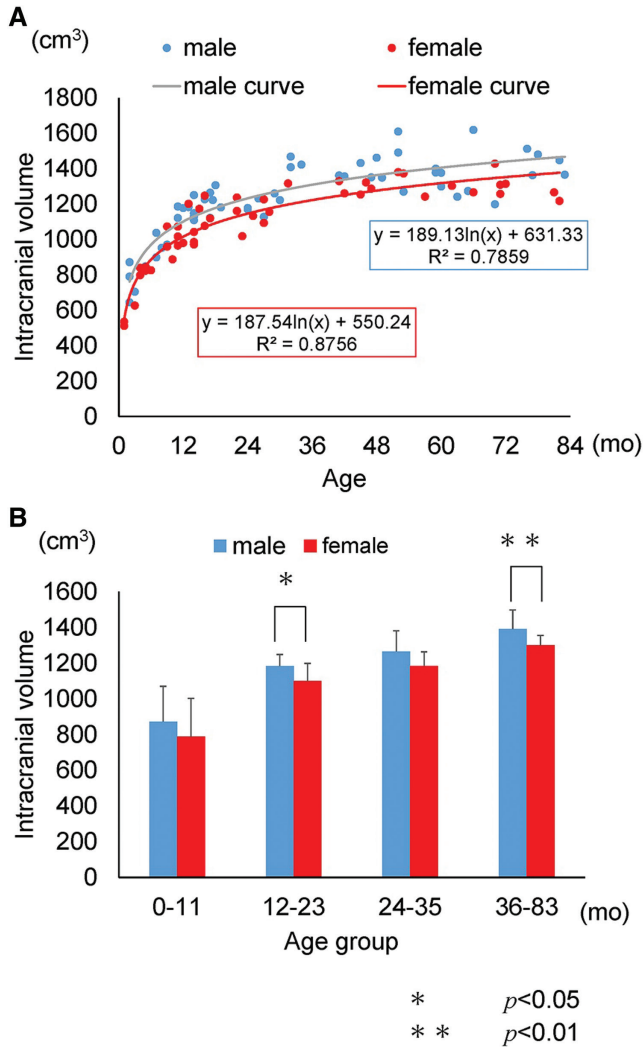 A
(cm³)
male
female
male curve
female curve
1800
1600
1400
1200
1000
800
600
400
200
0
Intracranial volume
y = 189.13ln(x) + 631.33
R² = 0.7859
y = 187.54ln(x) + 550.24
R² = 0.8756
0 12 24 36 48 60 72 84 (mo)
Age
B
(cm³)
male female
1600
1400
1200
1000
800
600
400
200
0
Intracranial volume
*
* *
0-11 12-23 24-35 36-83 (mo)
Age group
* p<0.05
* * p<0.01